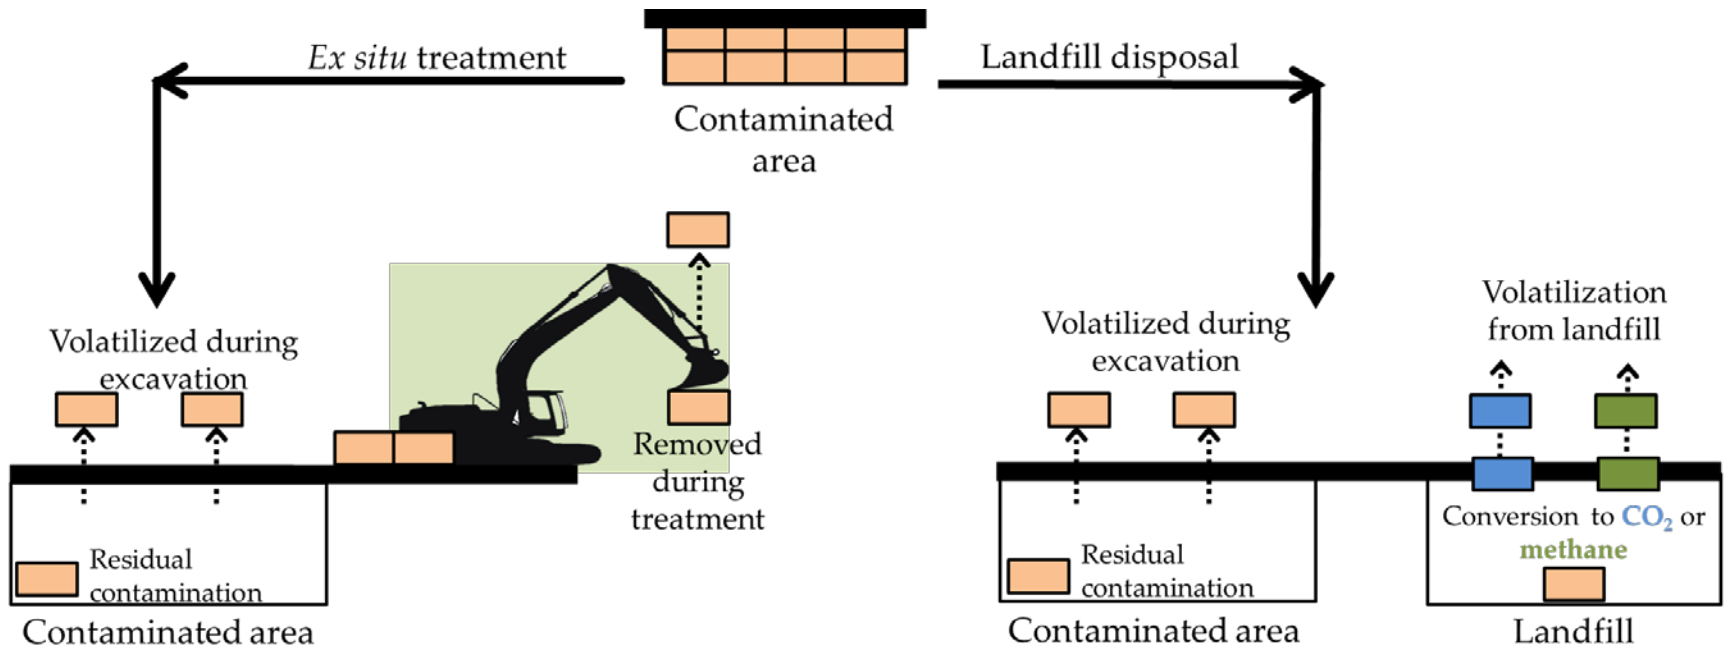 Ex situ treatment
Landfill disposal
Contaminated
area
Volatilized during
excavation
Removed
during
treatment
Residual
contamination
Contaminated area
Volatilized during
excavation
Volatilization
from landfill
Residual
contamination
Contaminated area
Conversion to CO₂ or
methane
Landfill